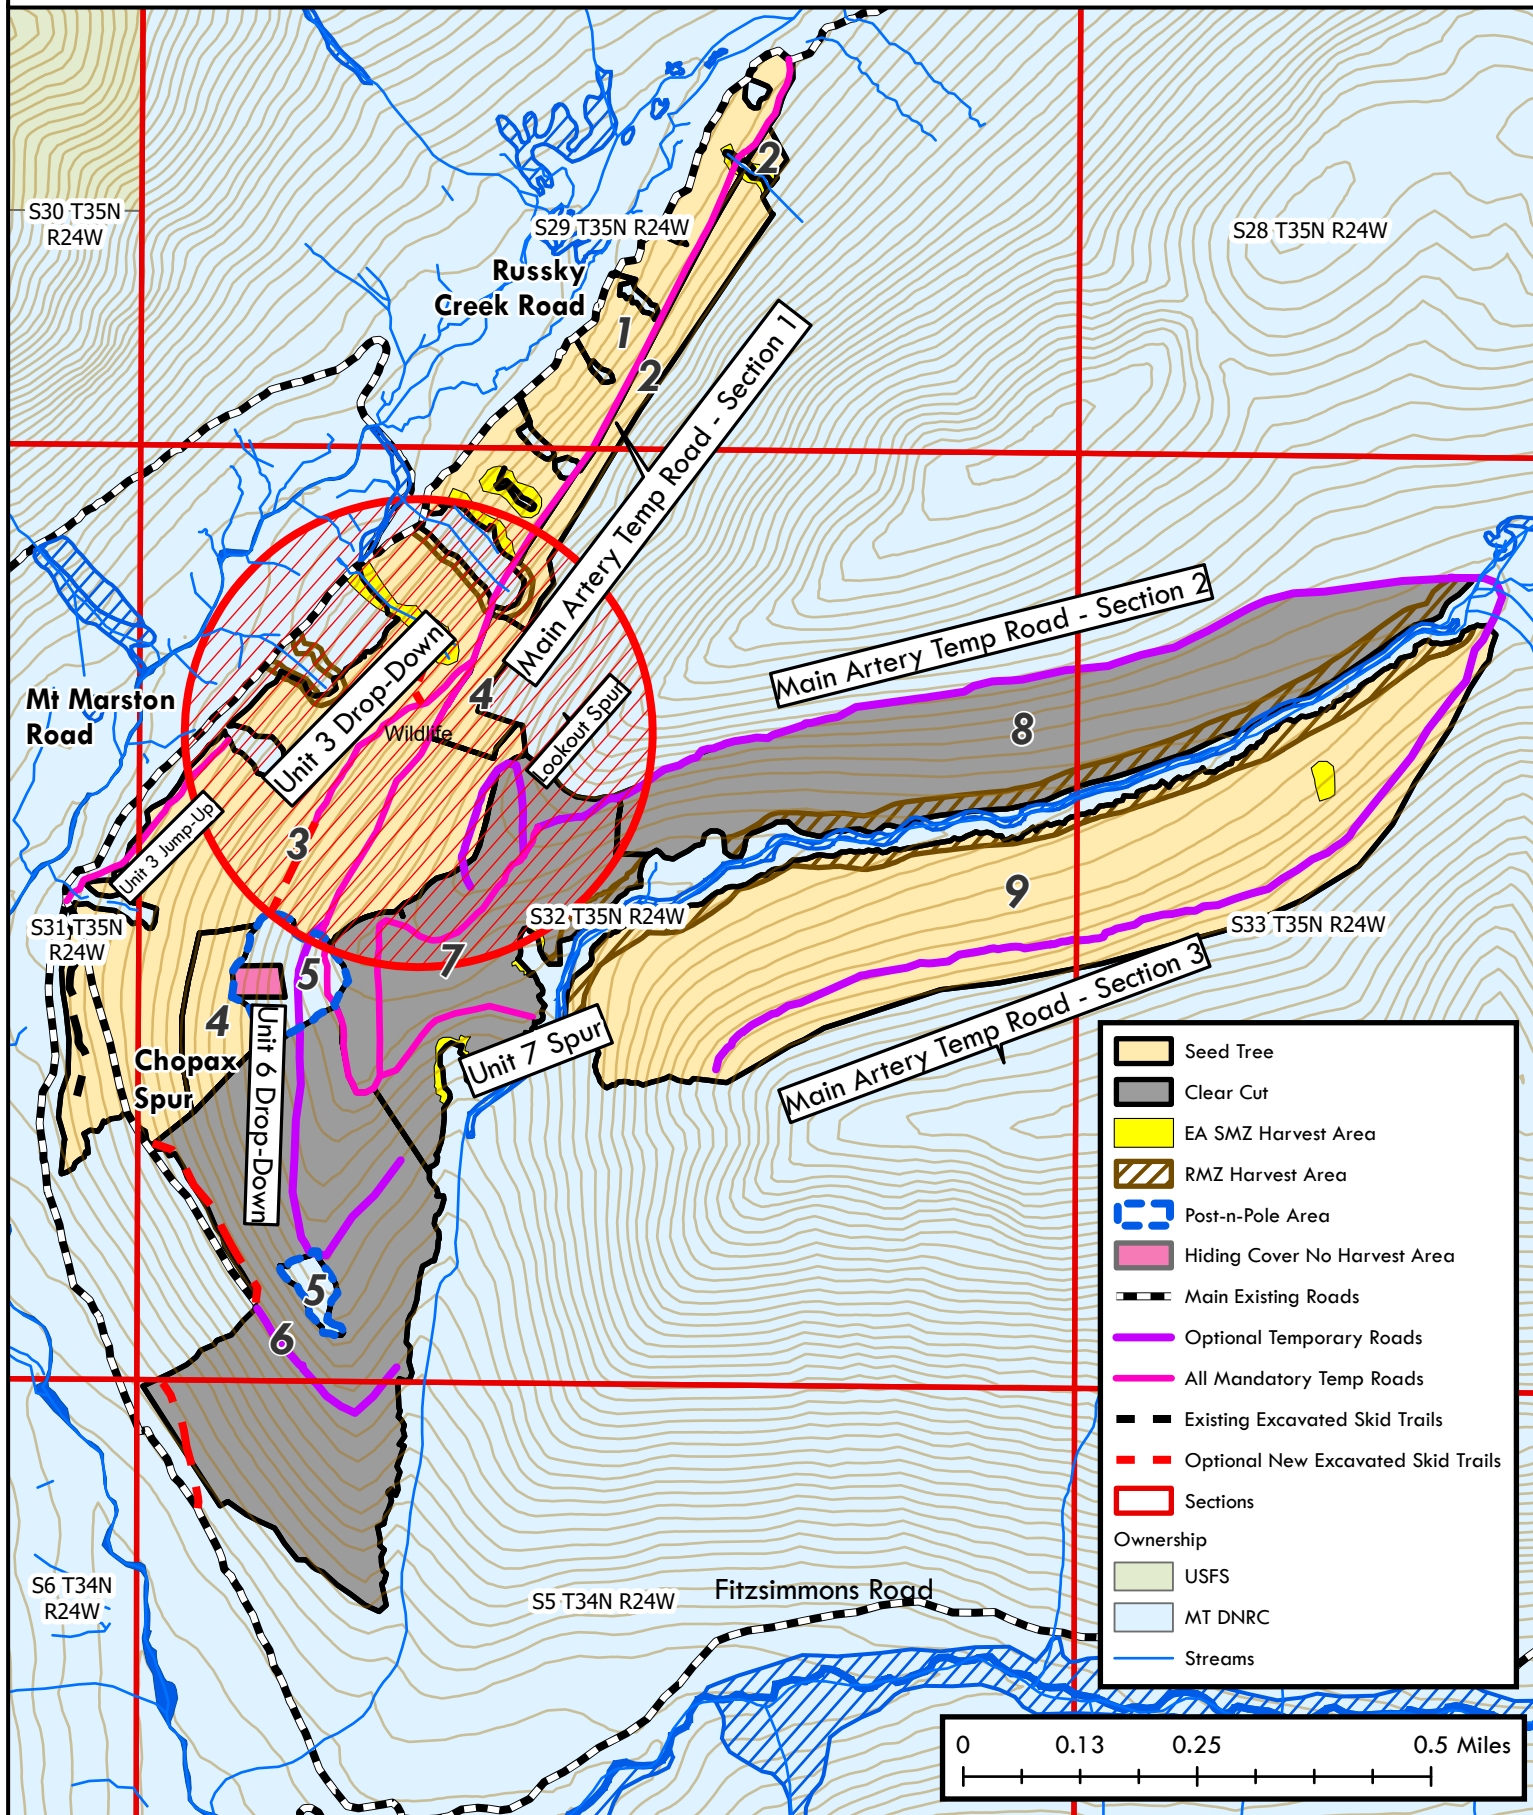 2
S30 T35N
R24W
S29 T35N R24W
S28 T35N R24W
Russky
Creek Road
1
2
Main Artery Temp Road - Section 1
Main Artery Temp Road - Section 2
Unit 3 Drop-Down
4
Lookout Spur
Mt Marston
Road
Wildlife
8
Unit 3 Jump-Up
3
9
S31 T35N
R24W
S32 T35N R24W
S33 T35N R24W
7
5
4
Main Artery Temp Road - Section 3
Unit 7 Spur
Chopax
Spur
Unit 6 Drop-Down
5
6
Seed Tree
Clear Cut
EA SMZ Harvest Area
RMZ Harvest Area
Post-n-Pole Area
Hiding Cover No Harvest Area
Main Existing Roads
Optional Temporary Roads
All Mandatory Temp Roads
Existing Excavated Skid Trails
Optional New Excavated Skid Trails
Sections
Ownership
USFS
MT DNRC
Streams
S6 T34N
R24W
S5 T34N R24W
Fitzsimmons Road
0 0.13 0.25 0.5 Miles